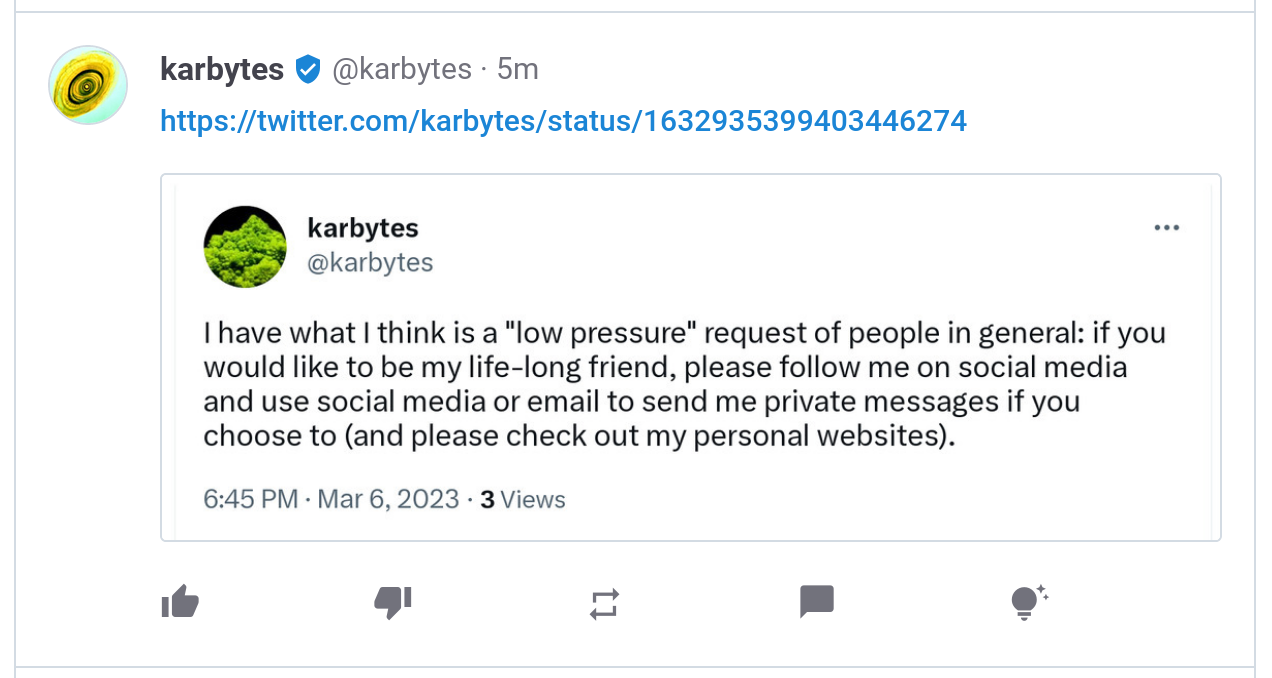 karbytes @karbytes · 5m
https://twitter.com/karbytes/status/1632935399403446274
karbytes
@karbytes
I have what I think is a "low pressure" request of people in general: if you
would like to be my life-long friend, please follow me on social media
and use social media or email to send me private messages if you
choose to (and please check out my personal websites).
6:45 PM · Mar 6, 2023 · 3 Views